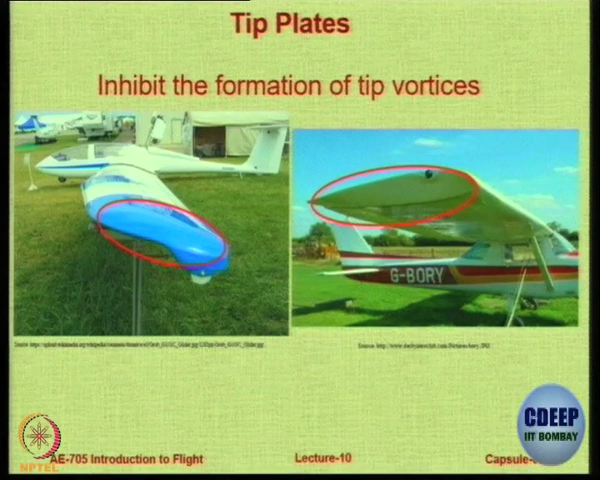 Tip Plates
Inhibit the formation of tip vortices
G-BORY
CDEEP
IIT BOMBAY
NPTEL
AE-705 Introduction to Flight
Lecture-10